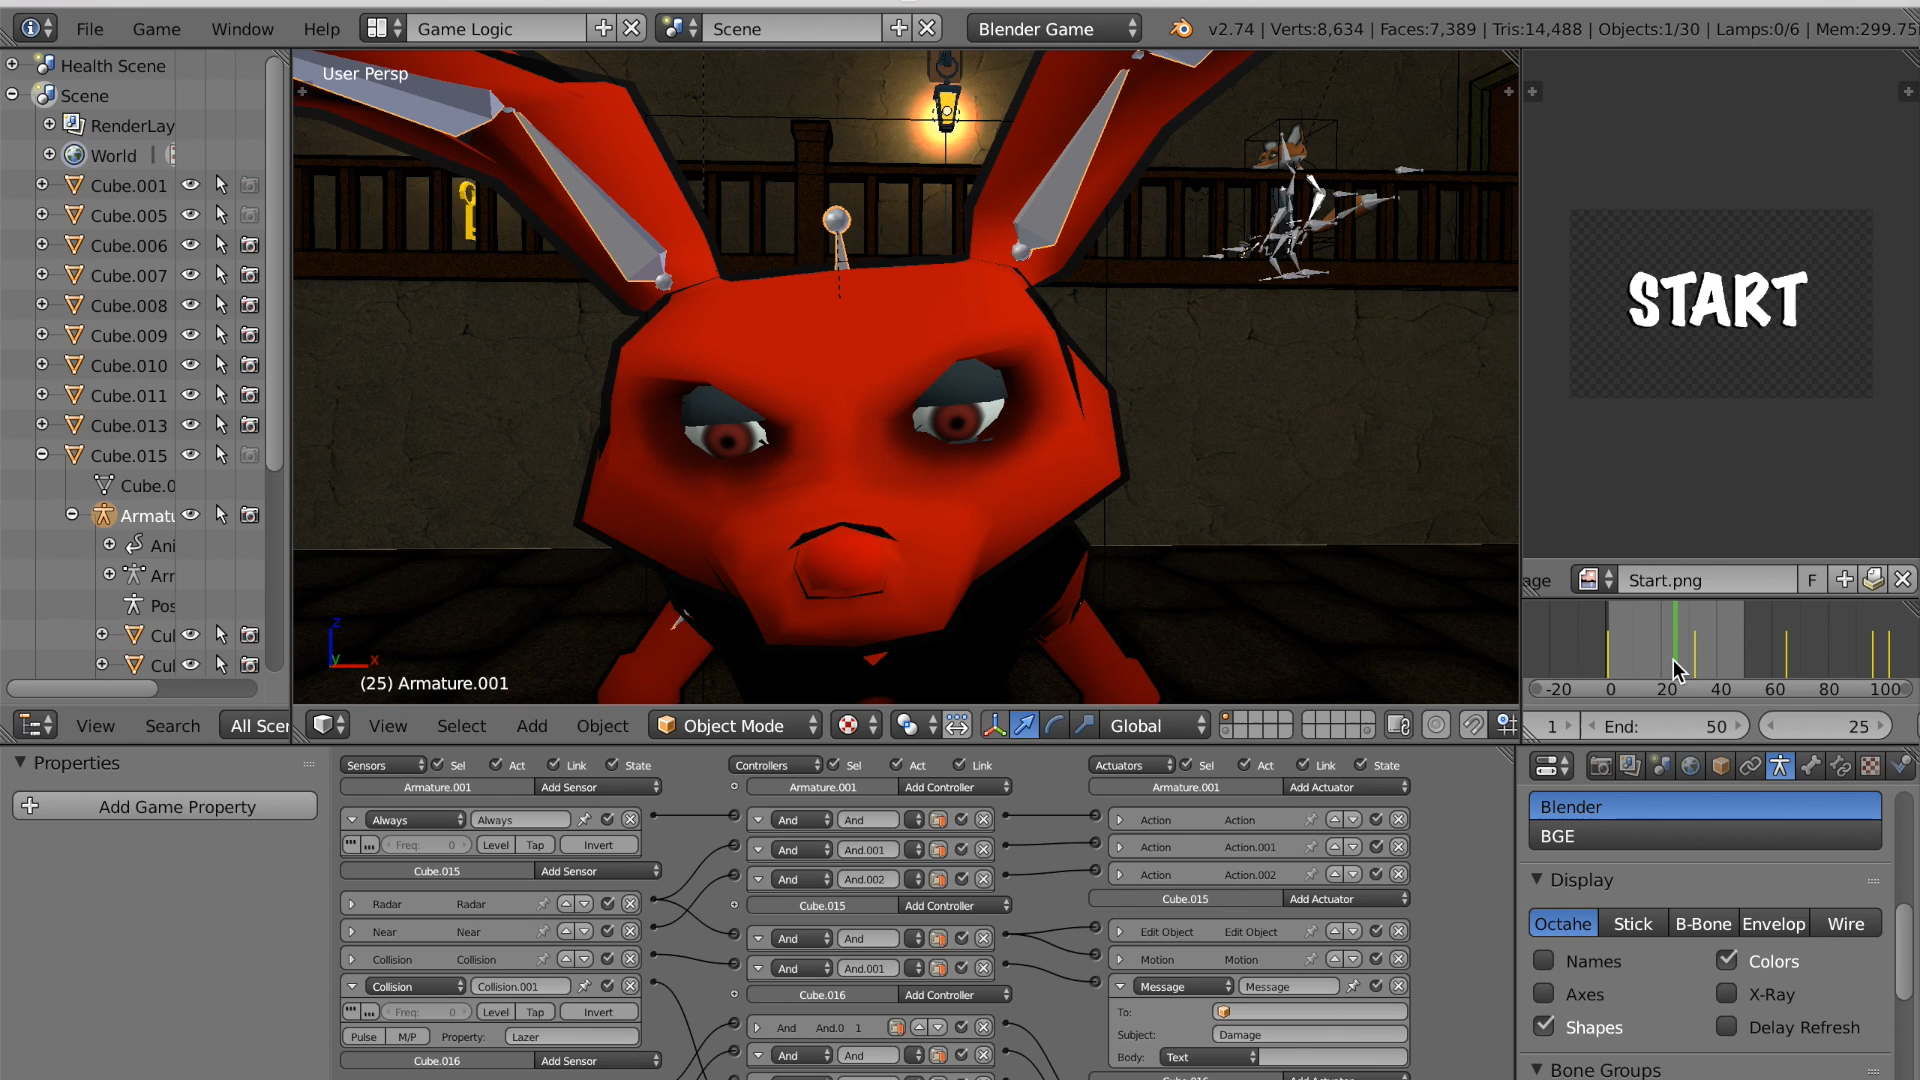 File Game Window Help Game Logic Scene Blender Game v2.74 | Verts:8,634 | Faces:7,389 | Tris:14,488 | Objects:1/30 | Lamps:0/6 | Mem:299.75
Health Scene
Scene
RenderLay
World
Cube.001
Cube.005
Cube.006
Cube.007
Cube.008
Cube.009
Cube.010
Cube.011
Cube.013
Cube.015
Cube.0
Armatu
Ani
Arr
Pos
Cul
Cul
View Search All Scer
User Persp
z
y x
(25) Armature.001
View Select Add Object Object Mode Global
START
age Start.png F
-20 0 20 40 60 80 100
1 End: 50 25
Properties
Add Game Property
Sensors Sel Act Link State
Armature.001 Add Sensor
Always Always
Freq: 0 Level Tap Invert
Cube.015 Add Sensor
Radar Radar
Near Near
Collision Collision
Collision Collision.001
Freq: 0 Level Tap Invert
Pulse M/P Property: Lazer
Cube.016 Add Sensor
Controllers Sel Act Link
Armature.001 Add Controller
And And
And And.001
And And.002
Cube.015 Add Controller
And And
And And.001
Cube.016 Add Controller
And And.0 1
And And
Actuators Sel Act Link State
Armature.001 Add Actuator
Action Action
Action Action.001
Action Action.002
Cube.015 Add Actuator
Edit Object Edit Object
Motion Motion
Message Message
To:
Subject: Damage
Body: Text
Cube.016 Add Actuator
Blender
BGE
Display
Octahe Stick B-Bone Envelop Wire
Names Colors
Axes X-Ray
Shapes Delay Refresh
Bone Groups